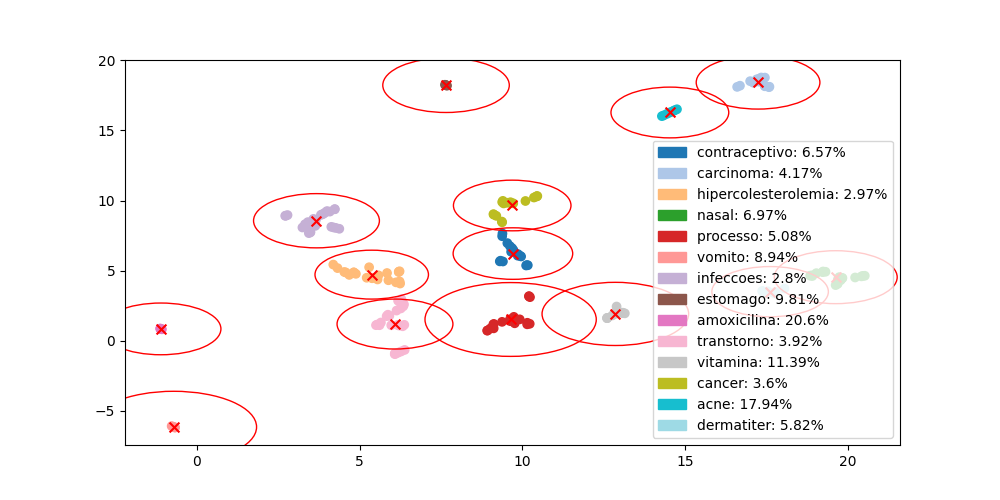 20
15
10
5
0
−5
0
5
10
15
20
contraceptivo: 6.57%
carcinoma: 4.17%
hipercolesterolemia: 2.97%
nasal: 6.97%
processo: 5.08%
vomito: 8.94%
infeccoes: 2.8%
estomago: 9.81%
amoxicilina: 20.6%
transtorno: 3.92%
vitamina: 11.39%
cancer: 3.6%
acne: 17.94%
dermatiter: 5.82%